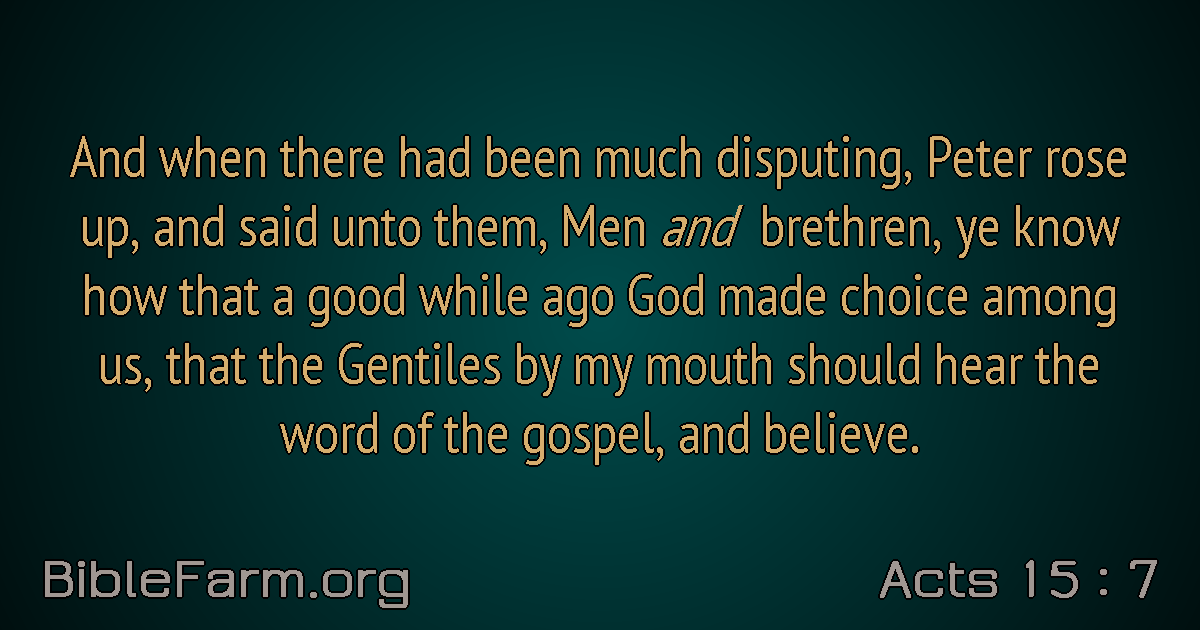 And when there had been much disputing, Peter rose
up, and said unto them, Men and brethren, ye know
how that a good while ago God made choice among
us, that the Gentiles by my mouth should hear the
word of the gospel, and believe.
BibleFarm.org
Acts 15 : 7